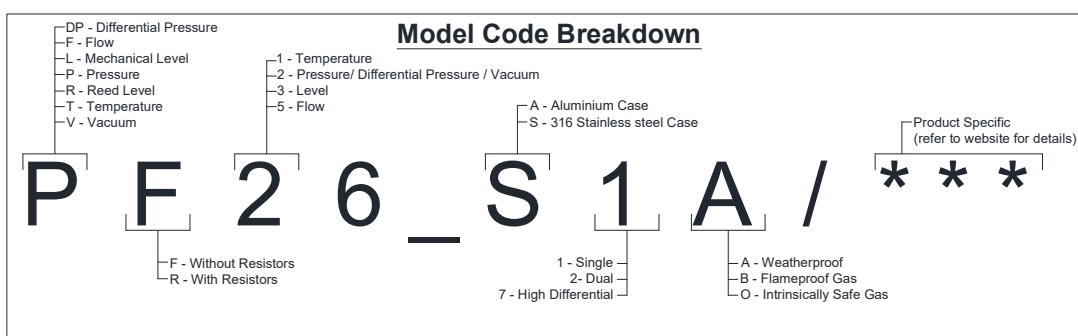 Model Code Breakdown
DP - Differential Pressure
F - Flow
L - Mechanical Level
P - Pressure
R - Reed Level
T - Temperature
V - Vacuum
1 - Temperature
2 - Pressure/ Differential Pressure / Vacuum
3 - Level
5 - Flow
A - Aluminium Case
S - 316 Stainless steel Case
Product Specific
(refer to website for details)
P F 2 6 _ S 1 A / * * *
F - Without Resistors
R - With Resistors
1 - Single
2- Dual
7 - High Differential
A - Weatherproof
B - Flameproof Gas
O - Intrinsically Safe Gas